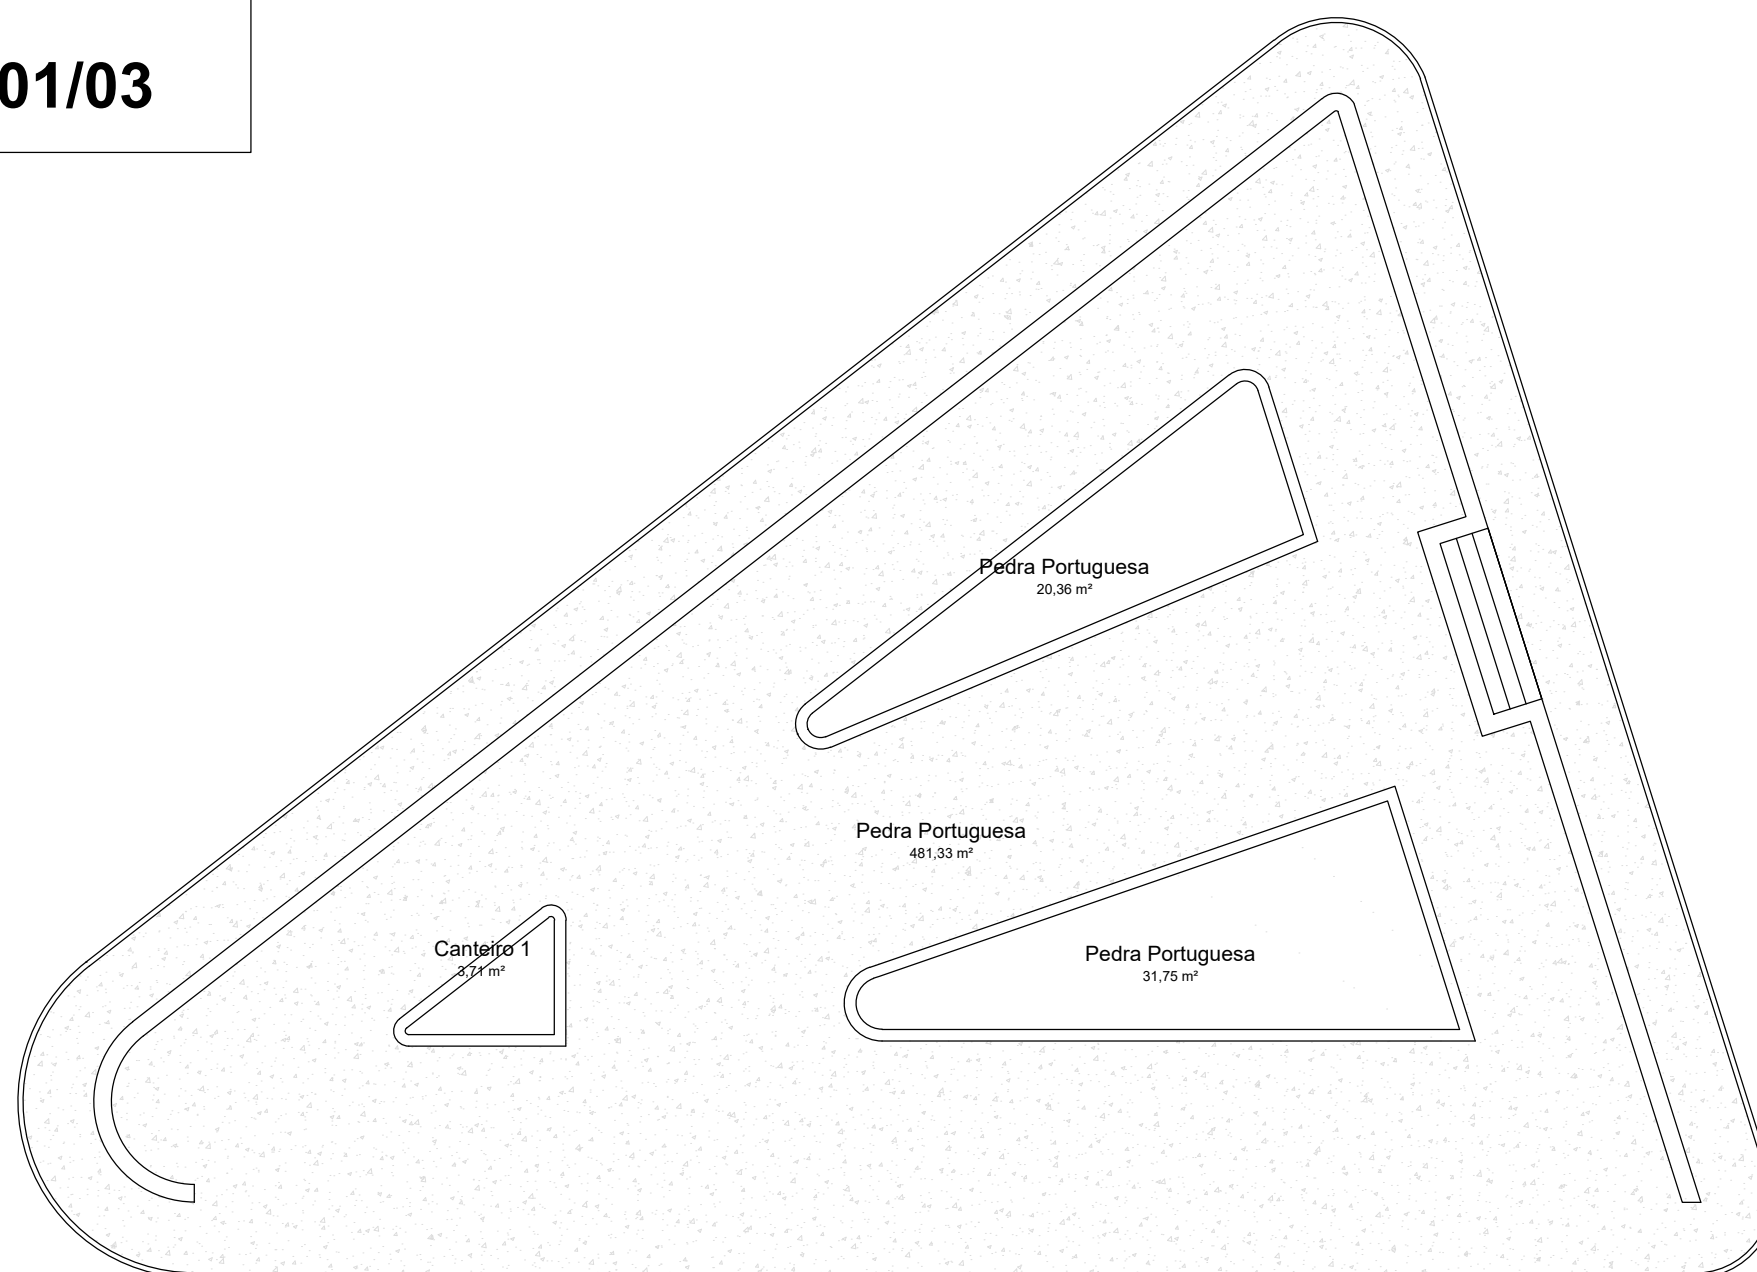 01/03
Pedra Portuguesa
20,36 m²
Pedra Portuguesa
481,33 m²
Canteiro 1
3,71 m²
Pedra Portuguesa
31,75 m²